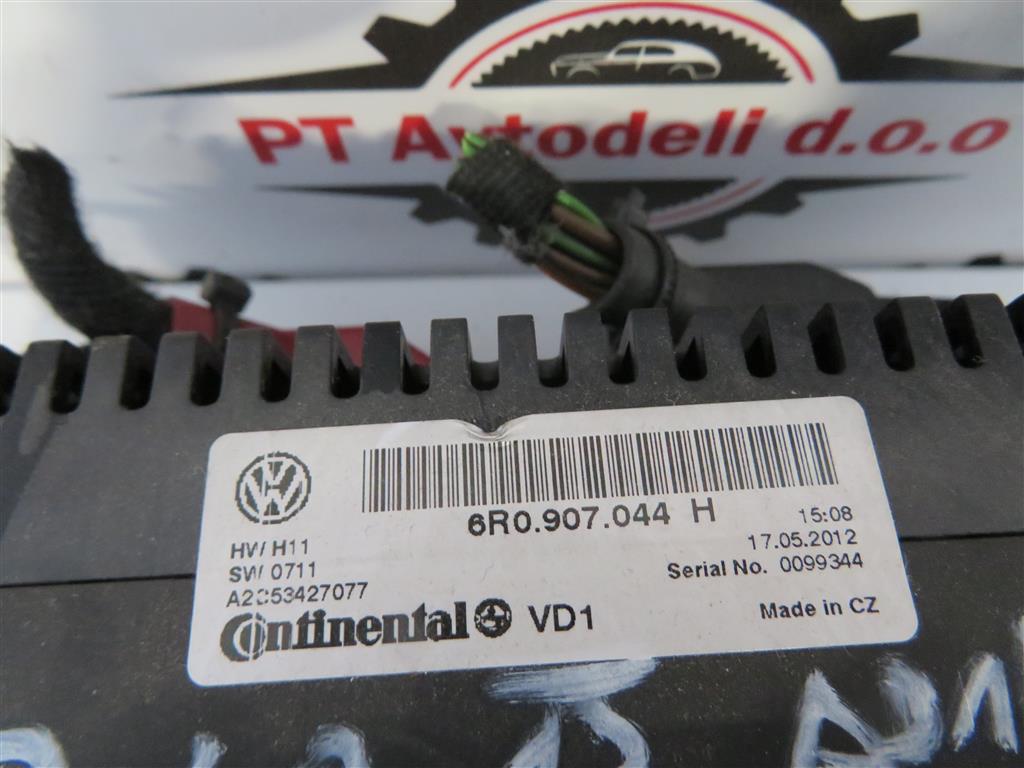 PT Avtodeli d.o.o
6R0.907.044 H
HW H11
SW 0711
A2C53427077
15:08
17.05.2012
Serial No. 0099344
Continental VD1
Made in CZ